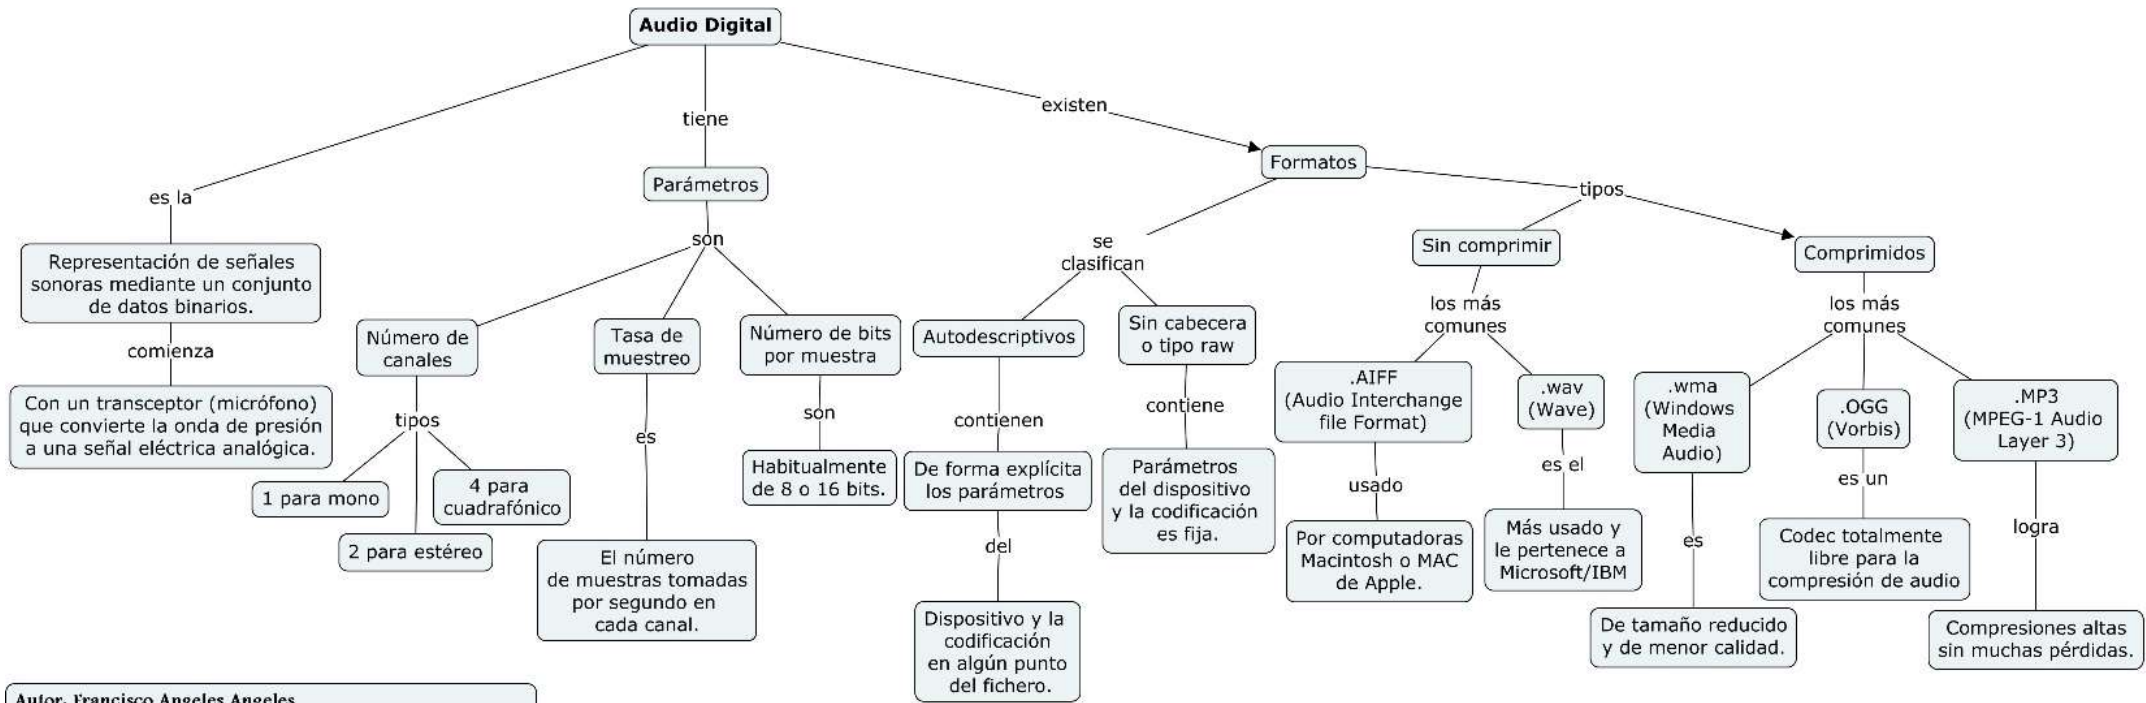 Audio Digital
existen
tiene
Formatos
Parámetros
tipos
es la
son
se
clasifican
Sin comprimir
Comprimidos
Representación de señales
sonoras mediante un conjunto
de datos binarios.
los más
comunes
los más
comunes
Número de
canales
Tasa de
muestreo
Número de bits
por muestra
Autodescriptivos
Sin cabecera
o tipo raw
comienza
.AIFF
(Audio Interchange
file Format)
.wav
(Wave)
.wma
(Windows
Media
Audio)
.OGG
(Vorbis)
.MP3
(MPEG-1 Audio
Layer 3)
Con un transceptor (micrófono)
que convierte la onda de presión
a una señal eléctrica analógica.
tipos
es
son
contienen
contiene
usado
es el
es
es un
logra
1 para mono
2 para estéreo
4 para
cuadrafónico
El número
de muestras tomadas
por segundo en
cada canal.
Habitualmente
de 8 o 16 bits.
De forma explícita
los parámetros
del
Dispositivo y la
codificación
en algún punto
del fichero.
Parámetros
del dispositivo
y la codificación
es fija.
Por computadoras
Macintosh o MAC
de Apple.
Más usado y
le pertenece a
Microsoft/IBM
De tamaño reducido
y de menor calidad.
Codec totalmente
libre para la
compresión de audio
Compresiones altas
sin muchas pérdidas.
Autor. Francisco Angeles Angeles